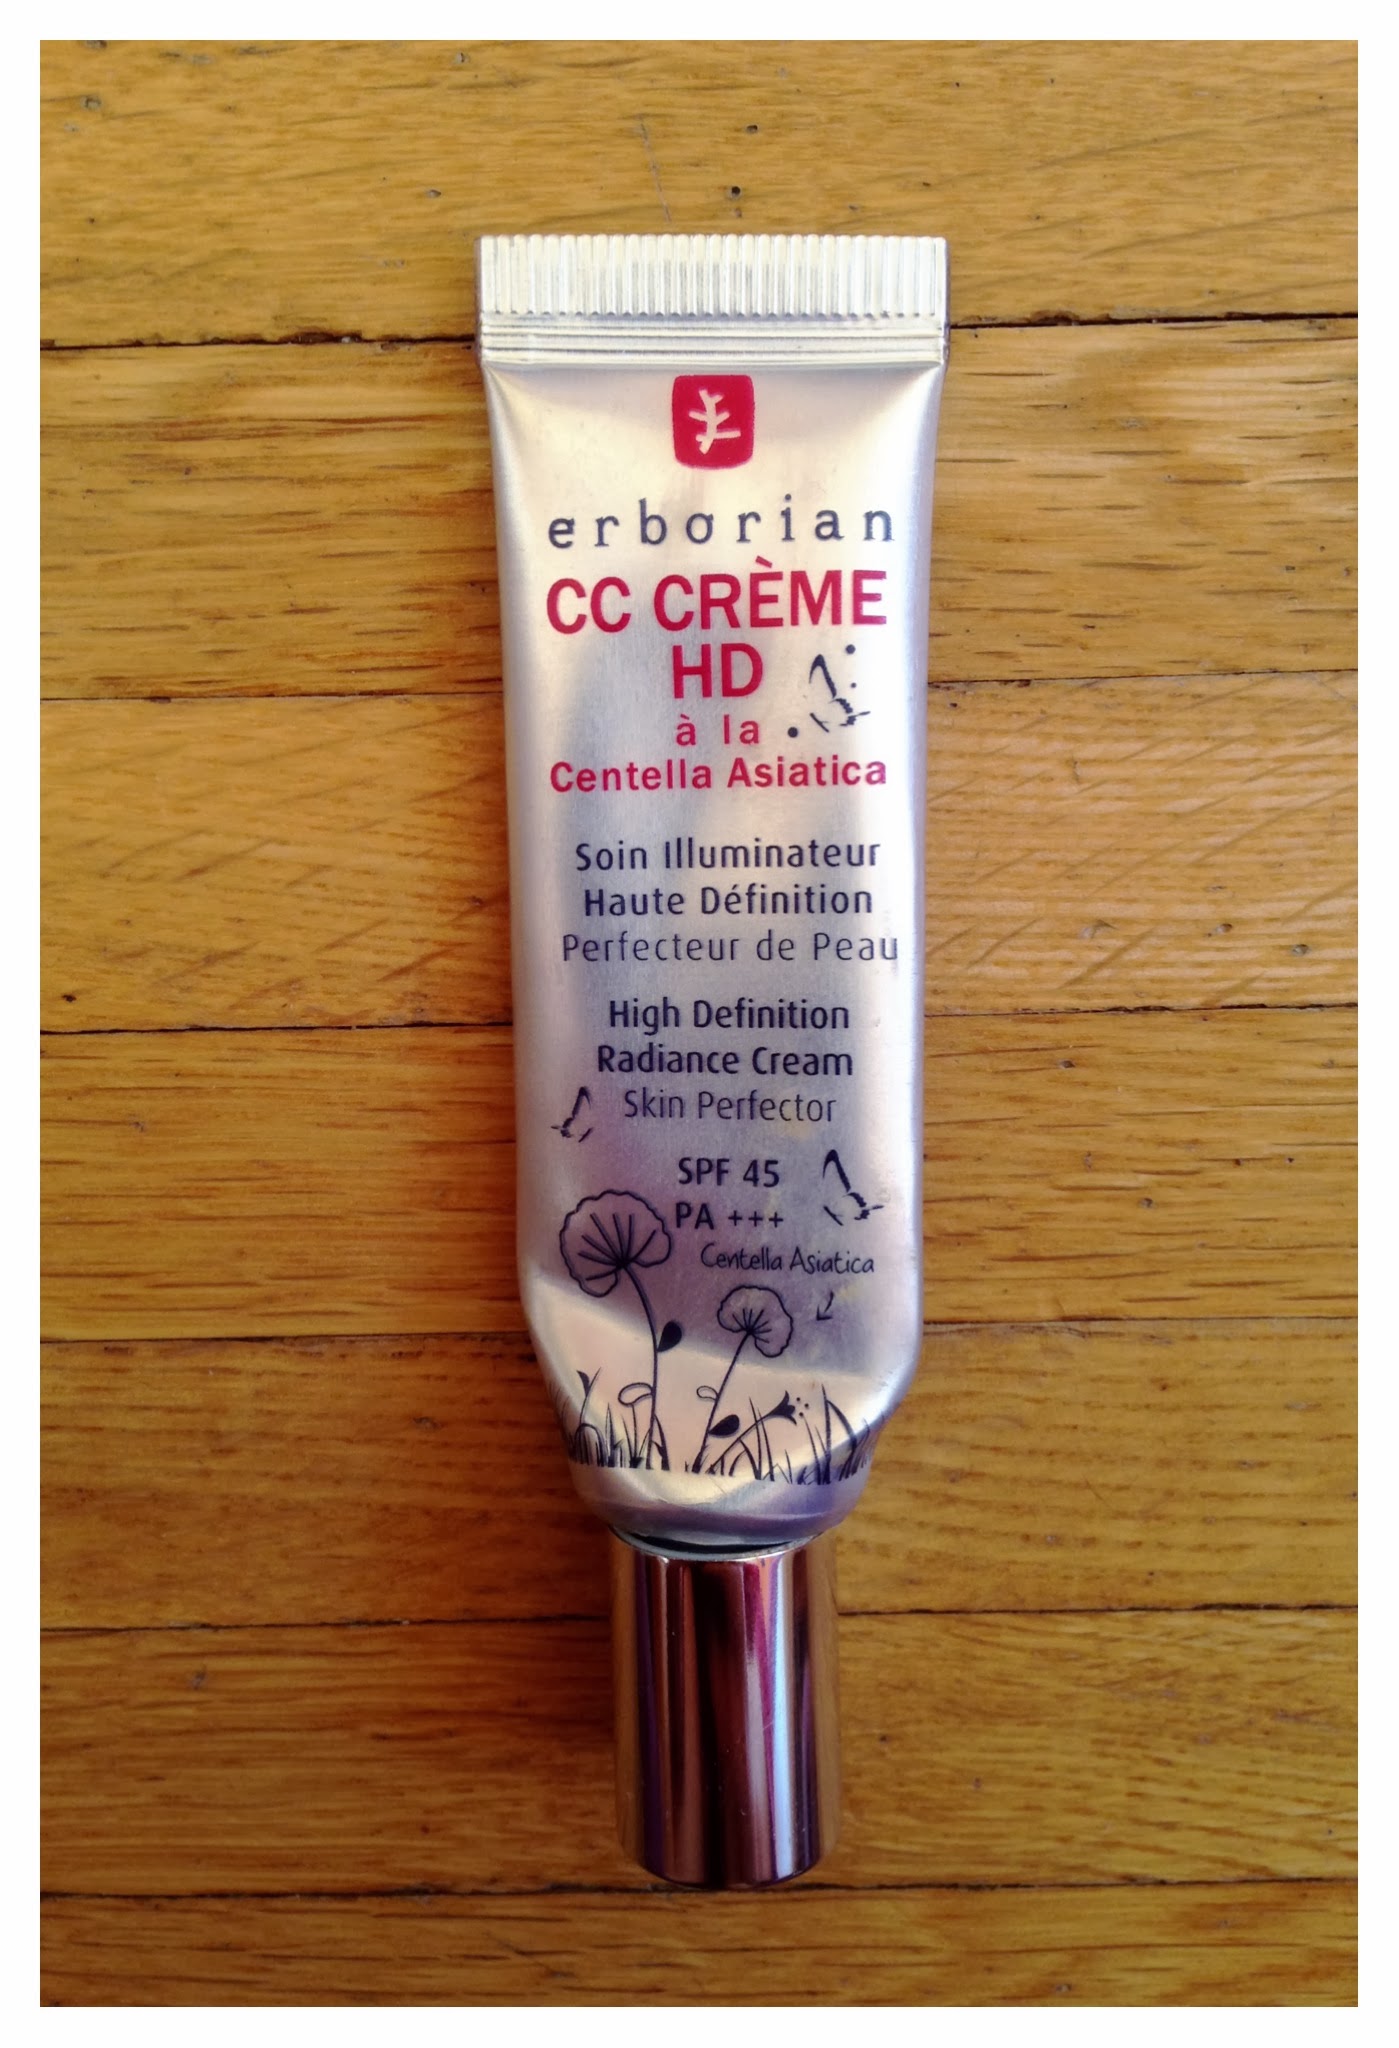 erborian
CC CRÈME
HD
à la
Centella Asiatica
Soin Illuminateur
Haute Définition
Perfecteur de Peau
High Definition
Radiance Cream
Skin Perfector
SPF 45
PA +++
Centella Asiatica